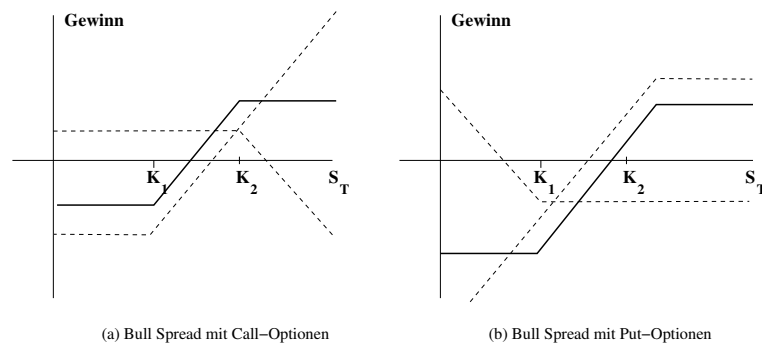 Gewinn
K1 K2 ST
(a) Bull Spread mit Call−Optionen
Gewinn
K1 K2 ST
(b) Bull Spread mit Put−Optionen